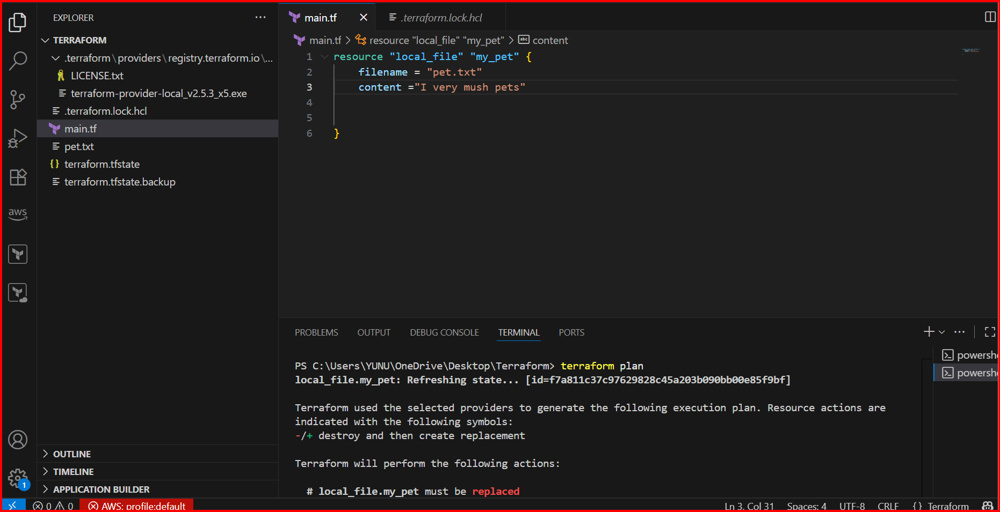 EXPLORER
TERRAFORM
.terraform\providers\registry.terraform.io\...
LICENSE.txt
terraform-provider-local_v2.5.3_x5.exe
.terraform.lock.hcl
main.tf
pet.txt
terraform.tfstate
terraform.tfstate.backup
aws
OUTLINE
TIMELINE
APPLICATION BUILDER
1
main.tf
.terraform.lock.hcl
main.tf > resource "local_file" "my_pet" > abc content
1 resource "local_file" "my_pet" {
2 filename = "pet.txt"
3 content ="I very mush pets"
4
5
6 }
PROBLEMS OUTPUT DEBUG CONSOLE TERMINAL PORTS
PS C:\Users\YUNU\OneDrive\Desktop\Terraform> terraform plan
local_file.my_pet: Refreshing state... [id=f7a811c37c97629828c45a203b090bb00e85f9bf]
Terraform used the selected providers to generate the following execution plan. Resource actions are
indicated with the following symbols:
-/+ destroy and then create replacement
Terraform will perform the following actions:
# local_file.my_pet must be replaced
powershe
powershe
0 0 AWS: profile:default
Ln 3, Col 31 Spaces: 4 UTF-8 CRLF {} Terraform